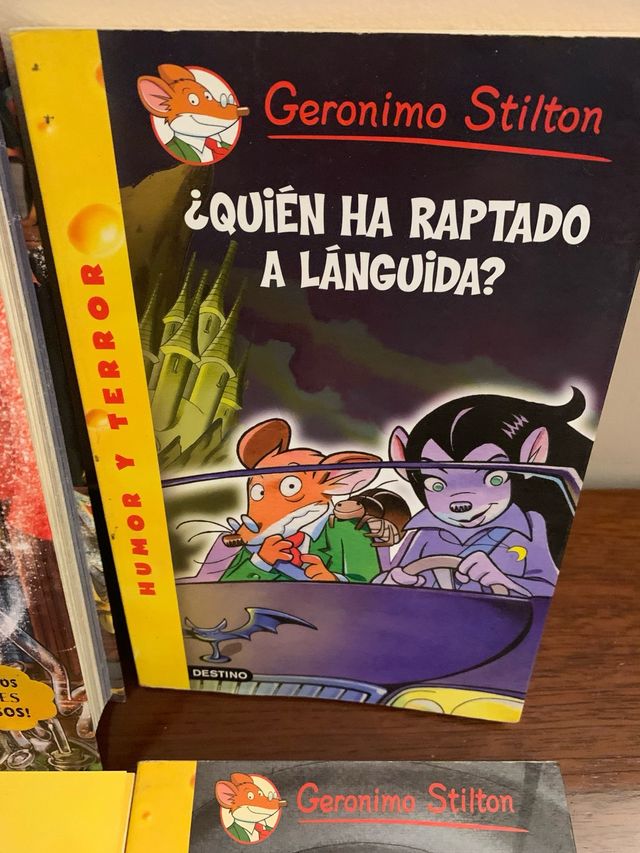 Geronimo Stilton
¿QUIÉN HA RAPTADO
A LÁNGUIDA?
HUMOR Y TERROR
DESTINO
Geronimo Stilton